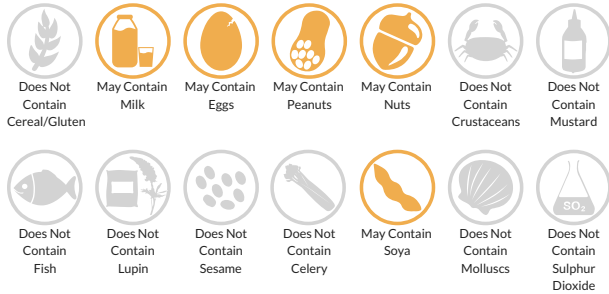 Does Not
Contain
Cereal/Gluten
May Contain
Milk
May Contain
Eggs
May Contain
Peanuts
May Contain
Nuts
Does Not
Contain
Crustaceans
Does Not
Contain
Mustard
Does Not
Contain
Fish
Does Not
Contain
Lupin
Does Not
Contain
Sesame
Does Not
Contain
Celery
May Contain
Soya
Does Not
Contain
Molluscs
SO₂
Does Not
Contain
Sulphur
Dioxide